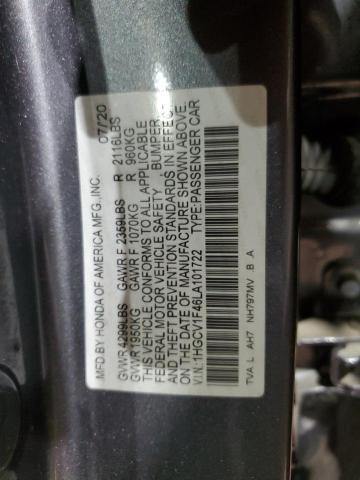 MFD.BY HONDA OF AMERICA MFG.,INC. 07/20
GVWR 4299LBS GAWR F 2359LBS R 2116LBS
GVWR 1950KG GAWR F 1070KG R 960KG
THIS VEHICLE CONFORMS TO ALL APPLICABLE
FEDERAL MOTOR VEHICLE SAFETY , BUMPER,
AND THEFT PREVENTION STANDARDS IN EFFECT
ON THE DATE OF MANUFACTURE SHOWN ABOVE.
V.I.N.:1HGCV1F46LA101722 TYPE:PASSENGER CAR
TVA L AH7 NH797MV B A